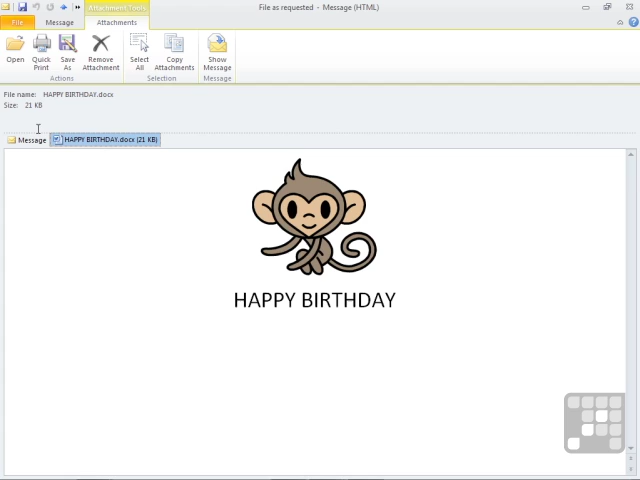 Attachment Tools
File as requested - Message (HTML)
File Message Attachments
Open Quick Print Save As Remove Attachment Select All Copy Attachments Show Message
Actions Selection Message
File name: HAPPY BIRTHDAY.docx
Size: 21 KB
Message HAPPY BIRTHDAY.docx (21 KB)
HAPPY BIRTHDAY